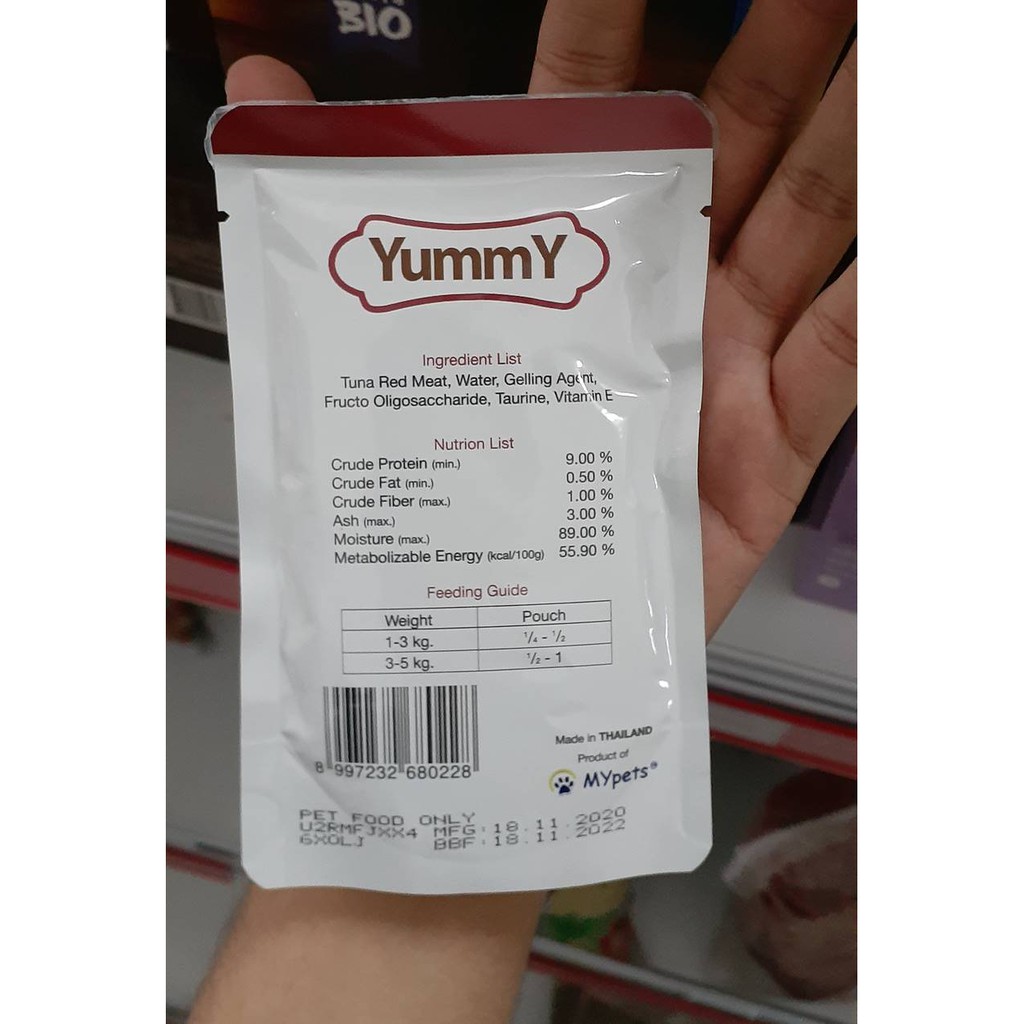 BIO
YummY
Ingredient List
Tuna Red Meat, Water, Gelling Agent,
Fructo Oligosaccharide, Taurine, Vitamin E
Nutrion List
Crude Protein (min.) 9.00 %
Crude Fat (min.) 0.50 %
Crude Fiber (max.) 1.00 %
Ash (max.) 3.00 %
Moisture (max.) 89.00 %
Metabolizable Energy (kcal/100g) 55.90 %
Feeding Guide
Weight Pouch
1-3 kg. 1/4 - 1/2
3-5 kg. 1/2 - 1
8 997232 680228
Made in THAILAND
Product of
MYpets®
PET FOOD ONLY
U2RMFJXX4 MFG : 18.11.2020
6XOLJ BBF : 18.11.2022